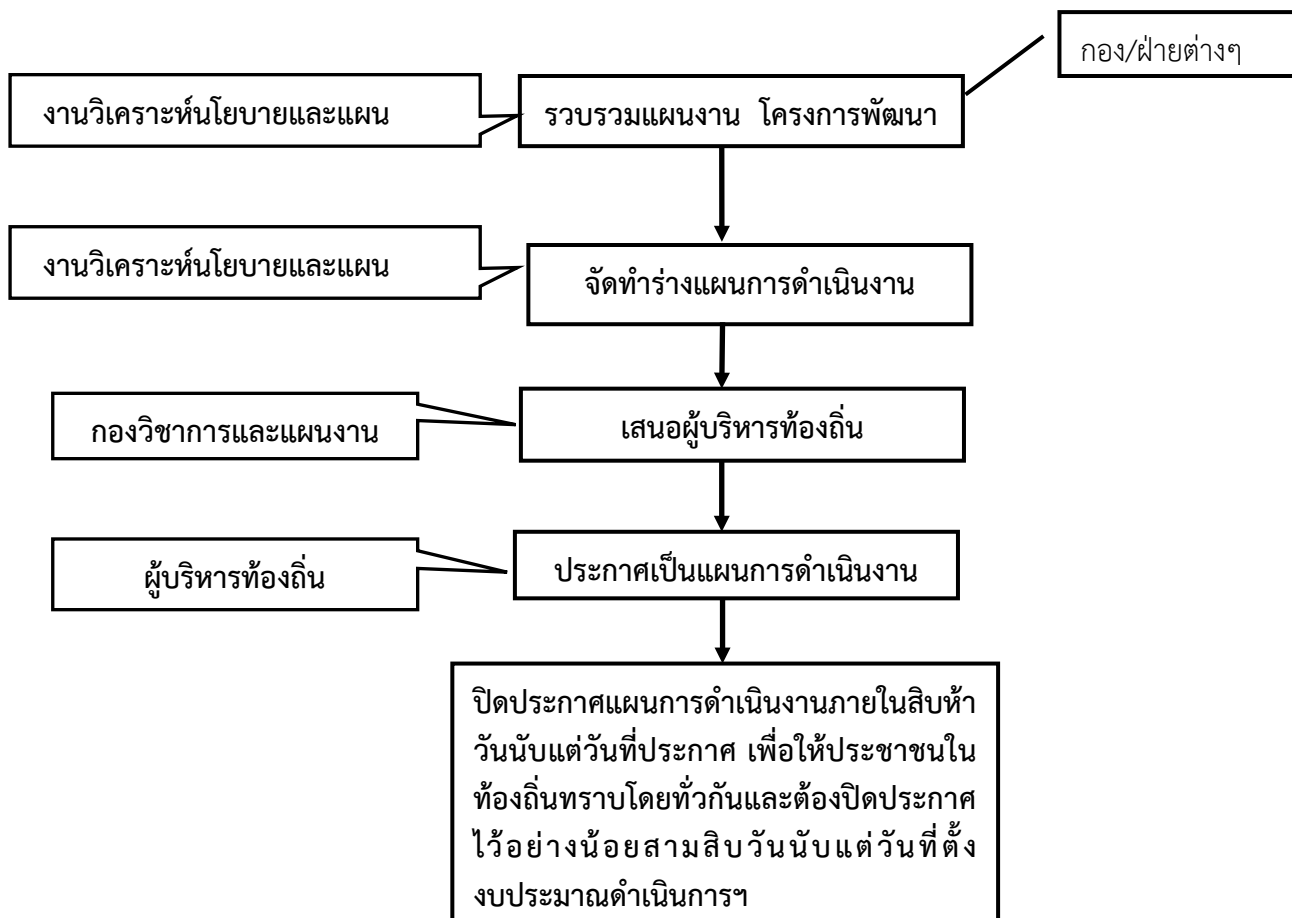 กอง/ฝ่ายต่างๆ
งานวิเคราะห์นโยบายและแผน
รวบรวมแผนงาน โครงการพัฒนา
งานวิเคราะห์นโยบายและแผน
จัดทำร่างแผนการดำเนินงาน
กองวิชาการและแผนงาน
เสนอผู้บริหารท้องถิ่น
ผู้บริหารท้องถิ่น
ประกาศเป็นแผนการดำเนินงาน
ปิดประกาศแผนการดำเนินงานภายในสิบห้า
วันนับแต่วันที่ประกาศ เพื่อให้ประชาชนใน
ท้องถิ่นทราบโดยทั่วกันและต้องปิดประกาศ
ไว้อย่างน้อยสามสิบวันนับแต่วันที่ตั้ง
งบประมาณดำเนินการฯ